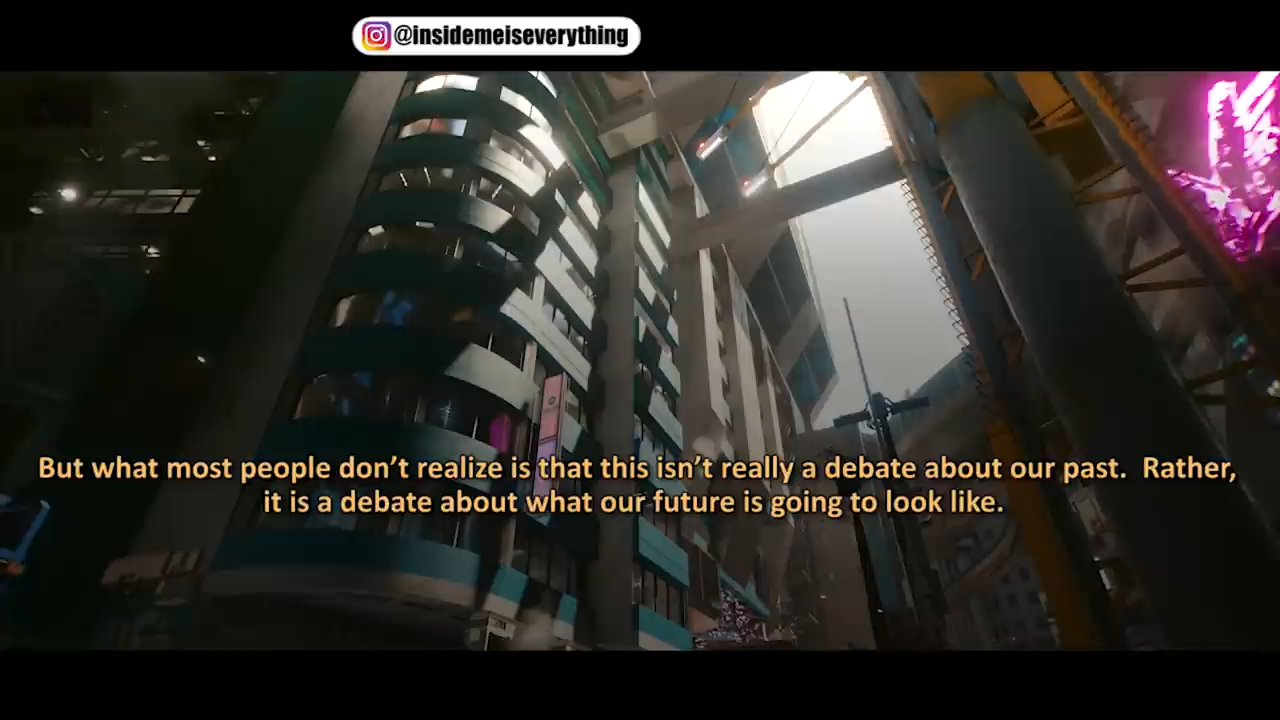 @insidemeiseverything
But what most people don’t realize is that this isn’t really a debate about our past.  Rather,
it is a debate about what our future is going to look like.